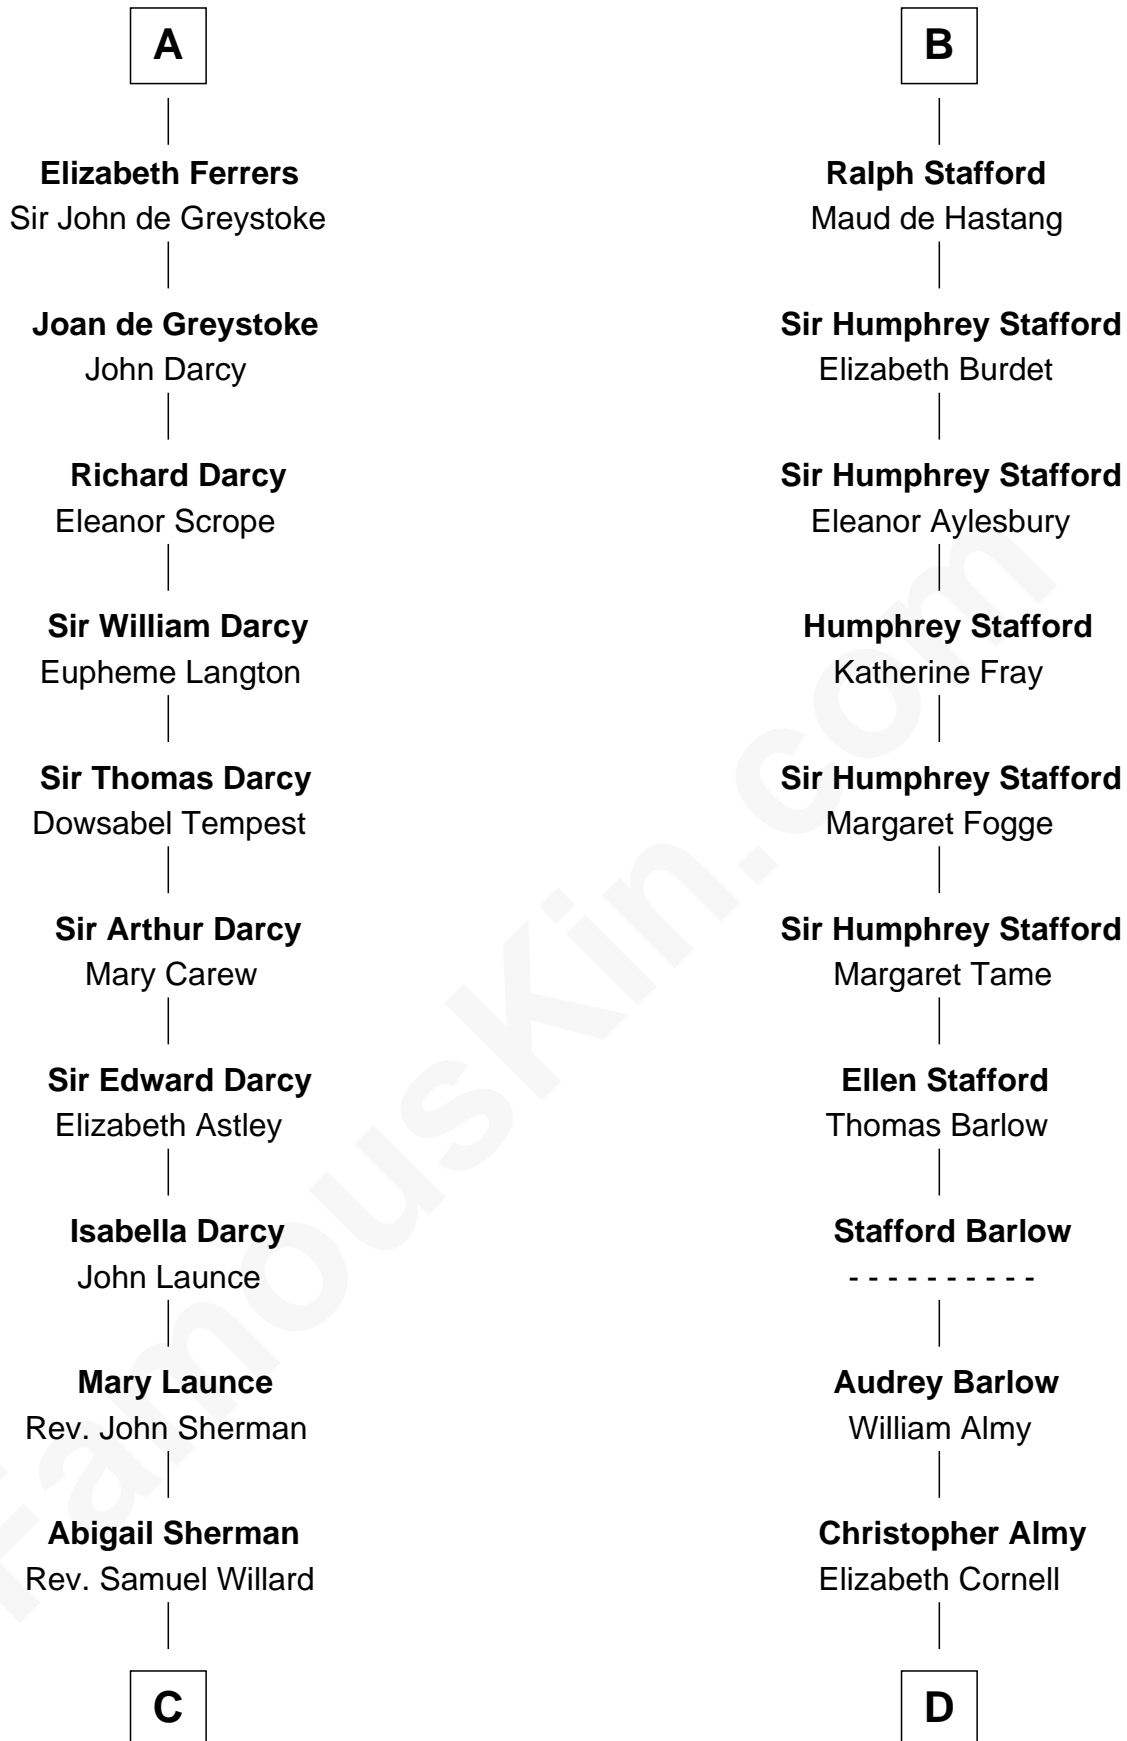 A
Elizabeth Ferrers
Sir John de Greystoke
Joan de Greystoke
John Darcy
Richard Darcy
Eleanor Scrope
Sir William Darcy
Eupheme Langton
Sir Thomas Darcy
Dowsabel Tempest
Sir Arthur Darcy
Mary Carew
Sir Edward Darcy
Elizabeth Astley
Isabella Darcy
John Launce
Mary Launce
Rev. John Sherman
Abigail Sherman
Rev. Samuel Willard
C
B
Ralph Stafford
Maud de Hastang
Sir Humphrey Stafford
Elizabeth Burdet
Sir Humphrey Stafford
Eleanor Aylesbury
Humphrey Stafford
Katherine Fray
Sir Humphrey Stafford
Margaret Fogge
Sir Humphrey Stafford
Margaret Tame
Ellen Stafford
Thomas Barlow
Stafford Barlow
- - - - - - - - - -
Audrey Barlow
William Almy
Christopher Almy
Elizabeth Cornell
D
FamousKin.com